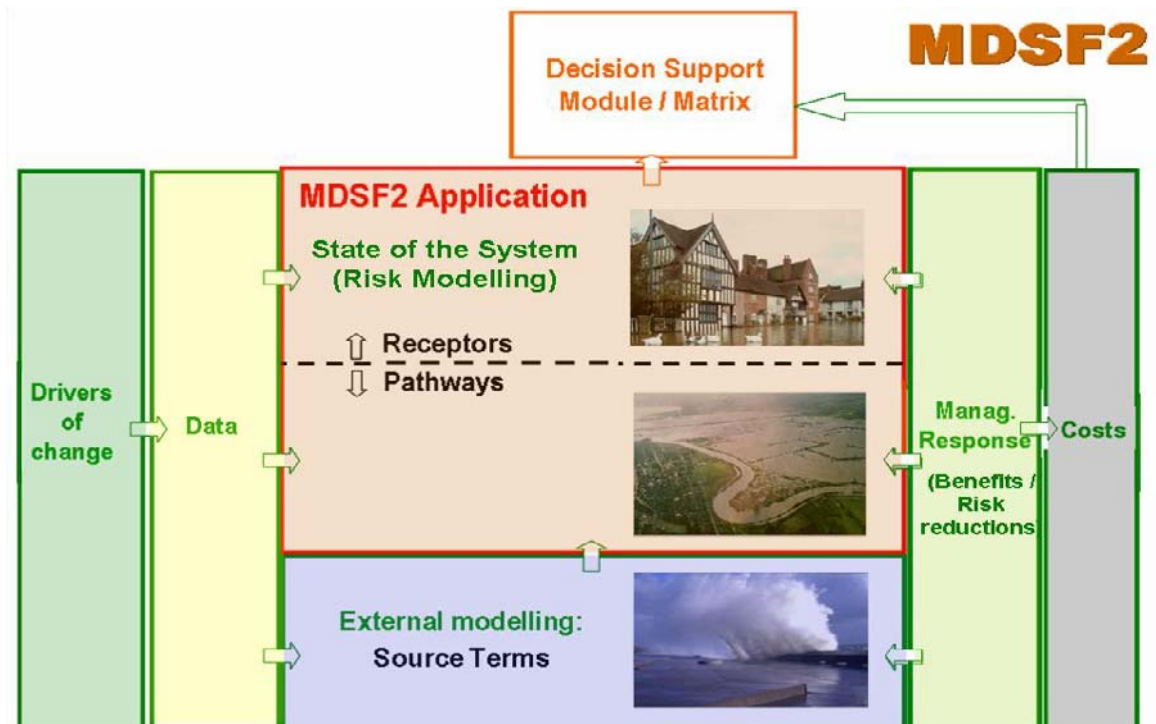 MDSF2
Decision Support
Module / Matrix
MDSF2 Application
State of the System
(Risk Modelling)
Receptors
Pathways
Drivers
of
change
Data
Manag.
Response
(Benefits /
Risk
reductions)
Costs
External modelling:
Source Terms